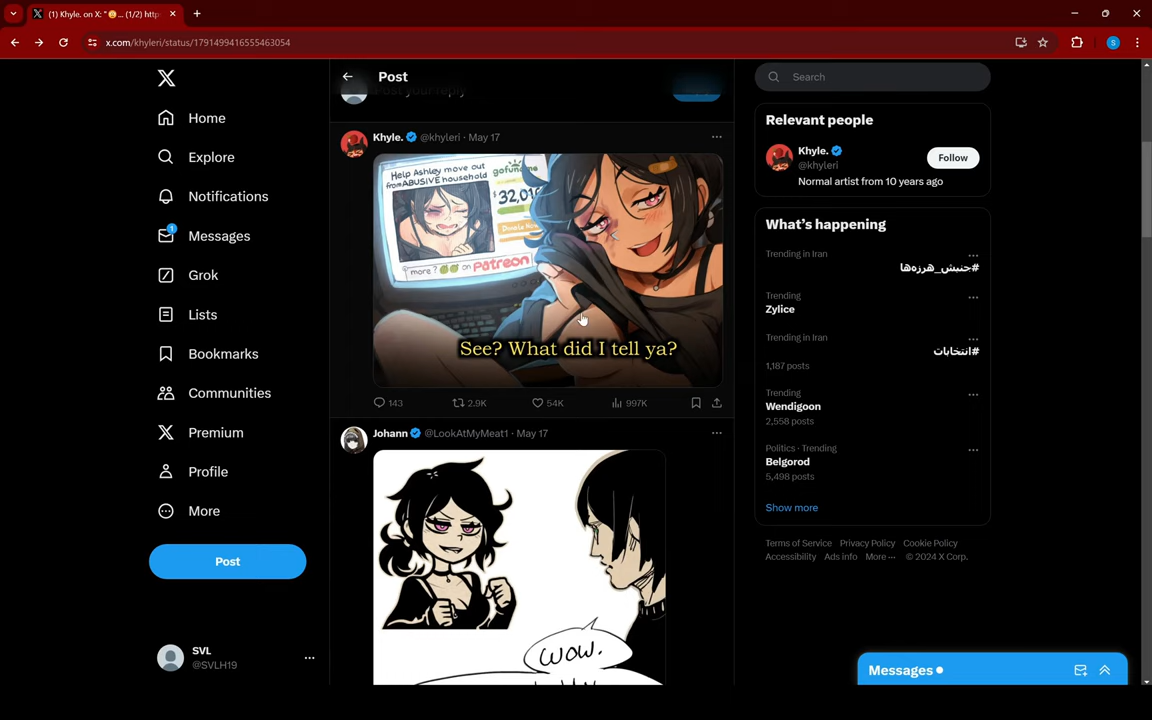 (1) Khyle. on X: "😳... (1/2) http
x.com/khyleri/status/1791499416555463054
S
Home
Explore
Notifications
1
Messages
Grok
Lists
Bookmarks
Communities
Premium
Profile
More
Post
SVL
@SVLH19
Post
Post your reply
Khyle. @khyleri · May 17
Help Ashley move out
from ABUSIVE household
gofundme
$32,01
Donate Now
more? on patreon
See? What did I tell ya?
143 2.9K 54K 997K
Johann @LookAtMyMeat1 · May 17
WOW.
Search
Relevant people
Khyle.
@khyleri
Follow
Normal artist from 10 years ago
What's happening
Trending in Iran
#جنبش_هرزه‌ها
Trending
Zylice
Trending in Iran
#انتخابات
1,187 posts
Trending
Wendigoon
2,558 posts
Politics · Trending
Belgorod
5,498 posts
Show more
Terms of Service Privacy Policy Cookie Policy
Accessibility Ads info More ··· © 2024 X Corp.
Messages